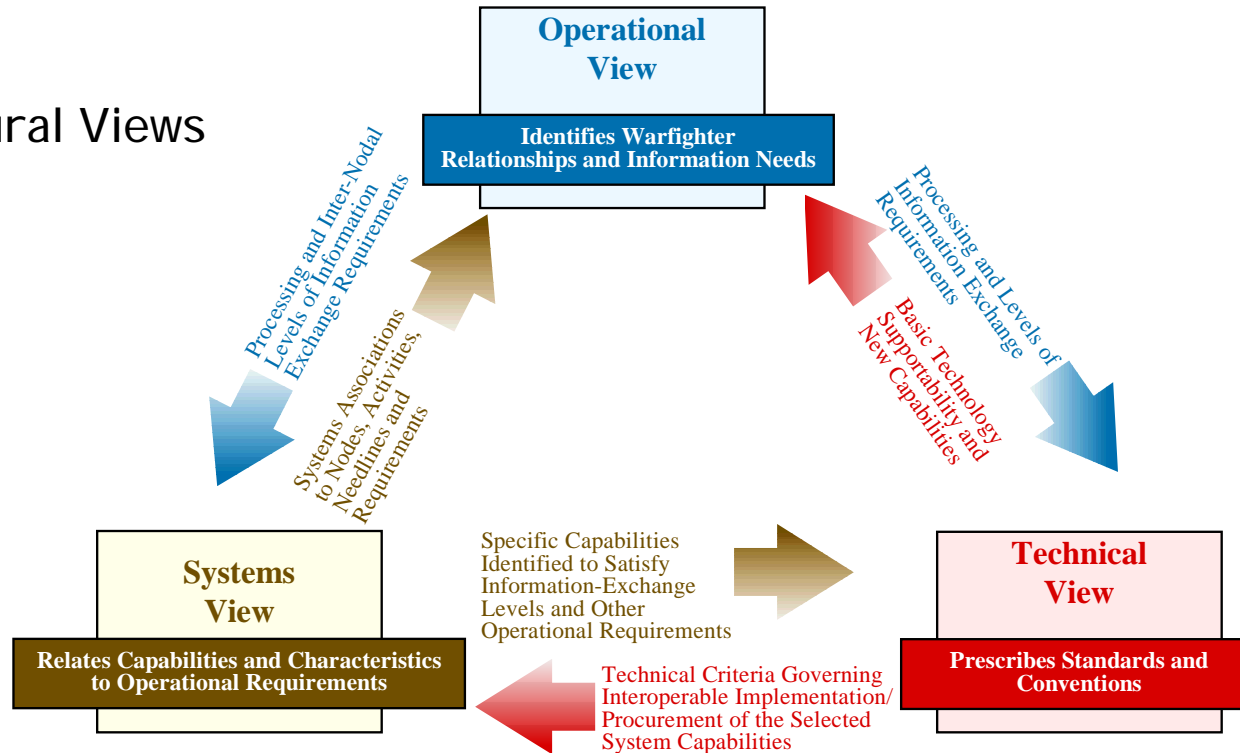 ural Views
Operational
View
Identifies Warfighter
Relationships and Information Needs
Processing and Inter-Nodal
Levels of Information
Exchange Requirements
Systems Associations
to Nodes, Activities,
Needlines and
Requirements
Processing and Levels of
Information Exchange
Requirements
Basic Technology
Supportability and
New Capabilities
Systems
View
Relates Capabilities and Characteristics
to Operational Requirements
Specific Capabilities
Identified to Satisfy
Information-Exchange
Levels and Other
Operational Requirements
Technical Criteria Governing
Interoperable Implementation/
Procurement of the Selected
System Capabilities
Technical
View
Prescribes Standards and
Conventions